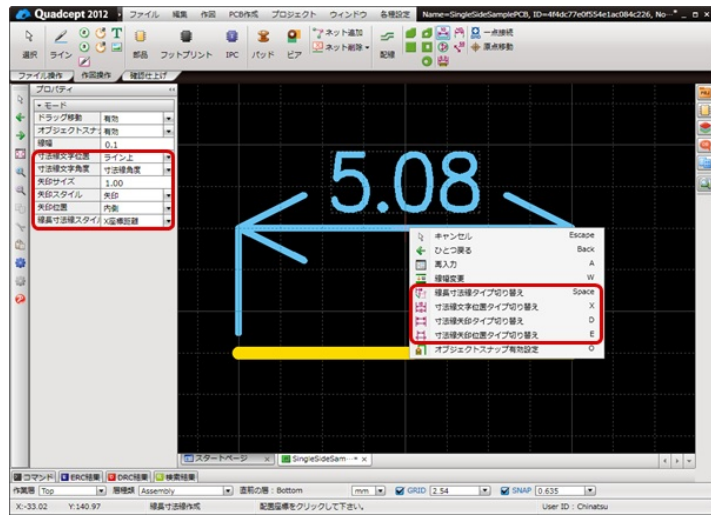 Quadcept 2012 ファイル 編集 作図 PCB作成 プロジェクト ウィンドウ 各種設定 Name=SingleSideSamplePCB, ID=4f4dc77e0f554e1ac084c226, No…*
選択 ライン 部品 フットプリント IPC パッド ビア ネット追加 ネット削除 配線 一点接続 原点移動
ファイル操作 作図操作 確認仕上げ
プロパティ
モード
ドラッグ移動 有効
オブジェクトスナ 有効
線幅 0.1
寸法線文字位置 ライン上
寸法線文字角度 寸法線角度
矢印サイズ 1.00
矢印スタイル 矢印
矢印位置 内側
線長寸法線スタイル X座標距離
5.08
キャンセル Escape
ひとつ戻る Back
再入力 A
線幅変更 W
線長寸法線タイプ切り替え Space
寸法線文字位置タイプ切り替え X
寸法線矢印タイプ切り替え D
寸法線矢印位置タイプ切り替え E
オブジェクトスナップ有効設定 O
スタートページ x SingleSideSam…* x
コマンド ERC結果 DRC結果 検索結果
作業層 Top 層種類 Assembly 直前の層 : Bottom mm GRID 2.54 SNAP 0.635
X:-33.02 Y:140.97 線長寸法線作成 配置座標をクリックして下さい。 User ID : Chinatsu